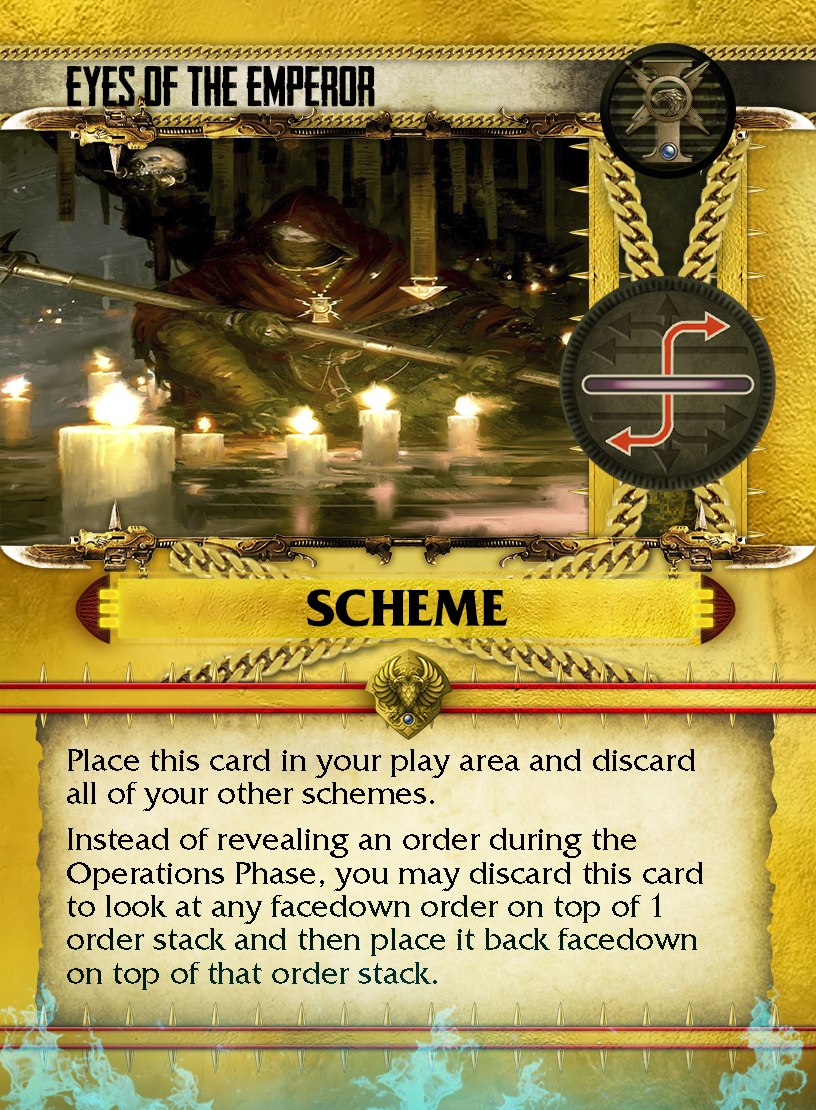 EYES OF THE EMPEROR
SCHEME
Place this card in your play area and discard
all of your other schemes.
Instead of revealing an order during the
Operations Phase, you may discard this card
to look at any facedown order on top of 1
order stack and then place it back facedown
on top of that order stack.